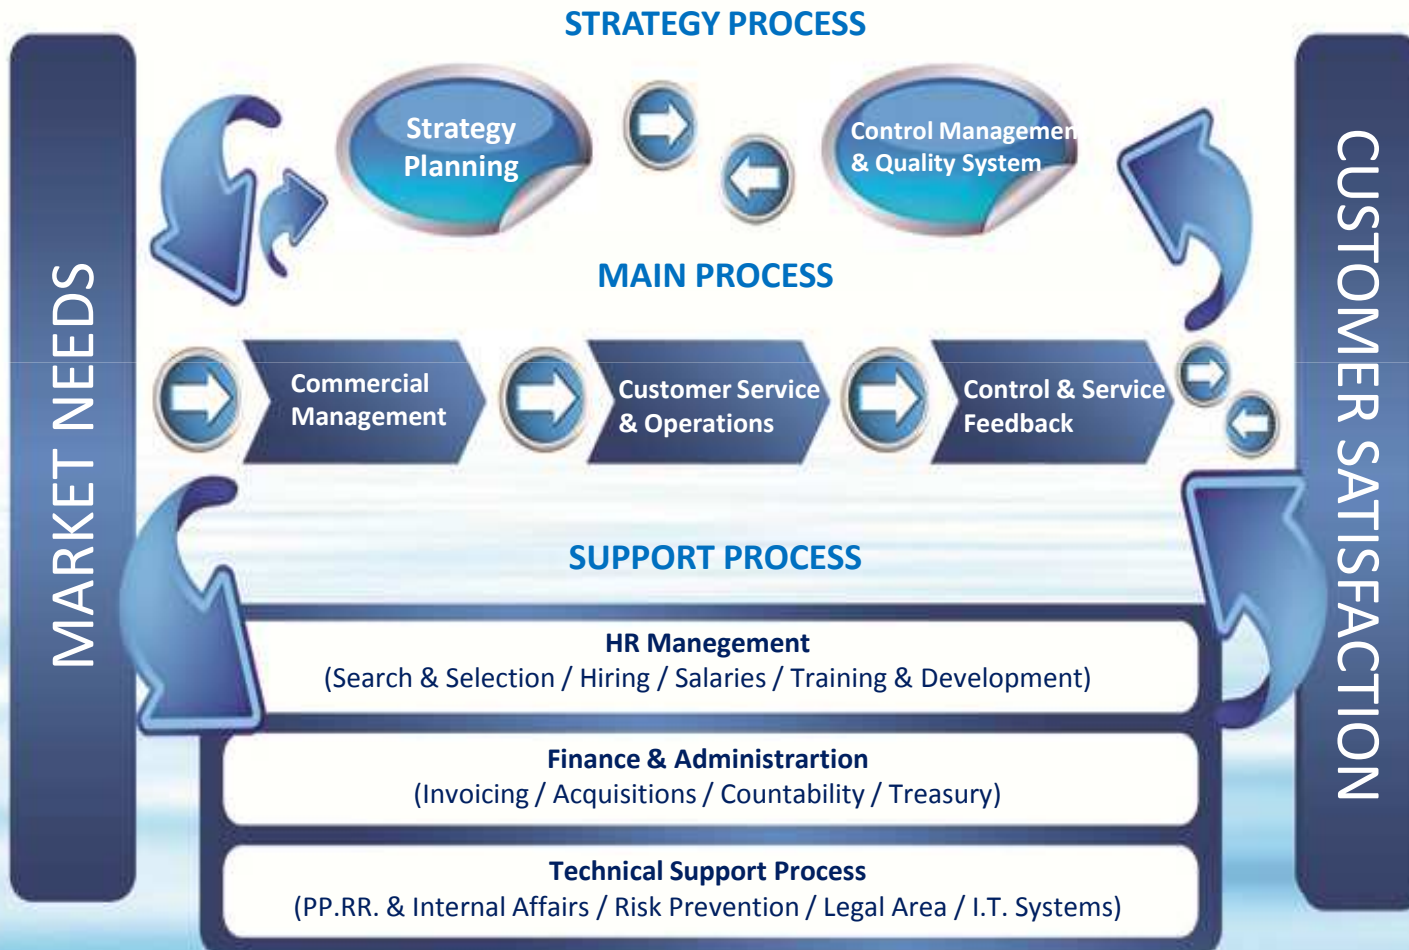 STRATEGY PROCESS
Strategy
Planning
Control Managemen
& Quality System
MARKET NEEDS
CUSTOMER SATISFACTION
MAIN PROCESS
Commercial
Management
Customer Service
& Operations
Control & Service
Feedback
SUPPORT PROCESS
HR Manegement
(Search & Selection / Hiring / Salaries / Training & Development)
Finance & Administrartion
(Invoicing / Acquisitions / Countability / Treasury)
Technical Support Process
(PP.RR. & Internal Affairs / Risk Prevention / Legal Area / I.T. Systems)